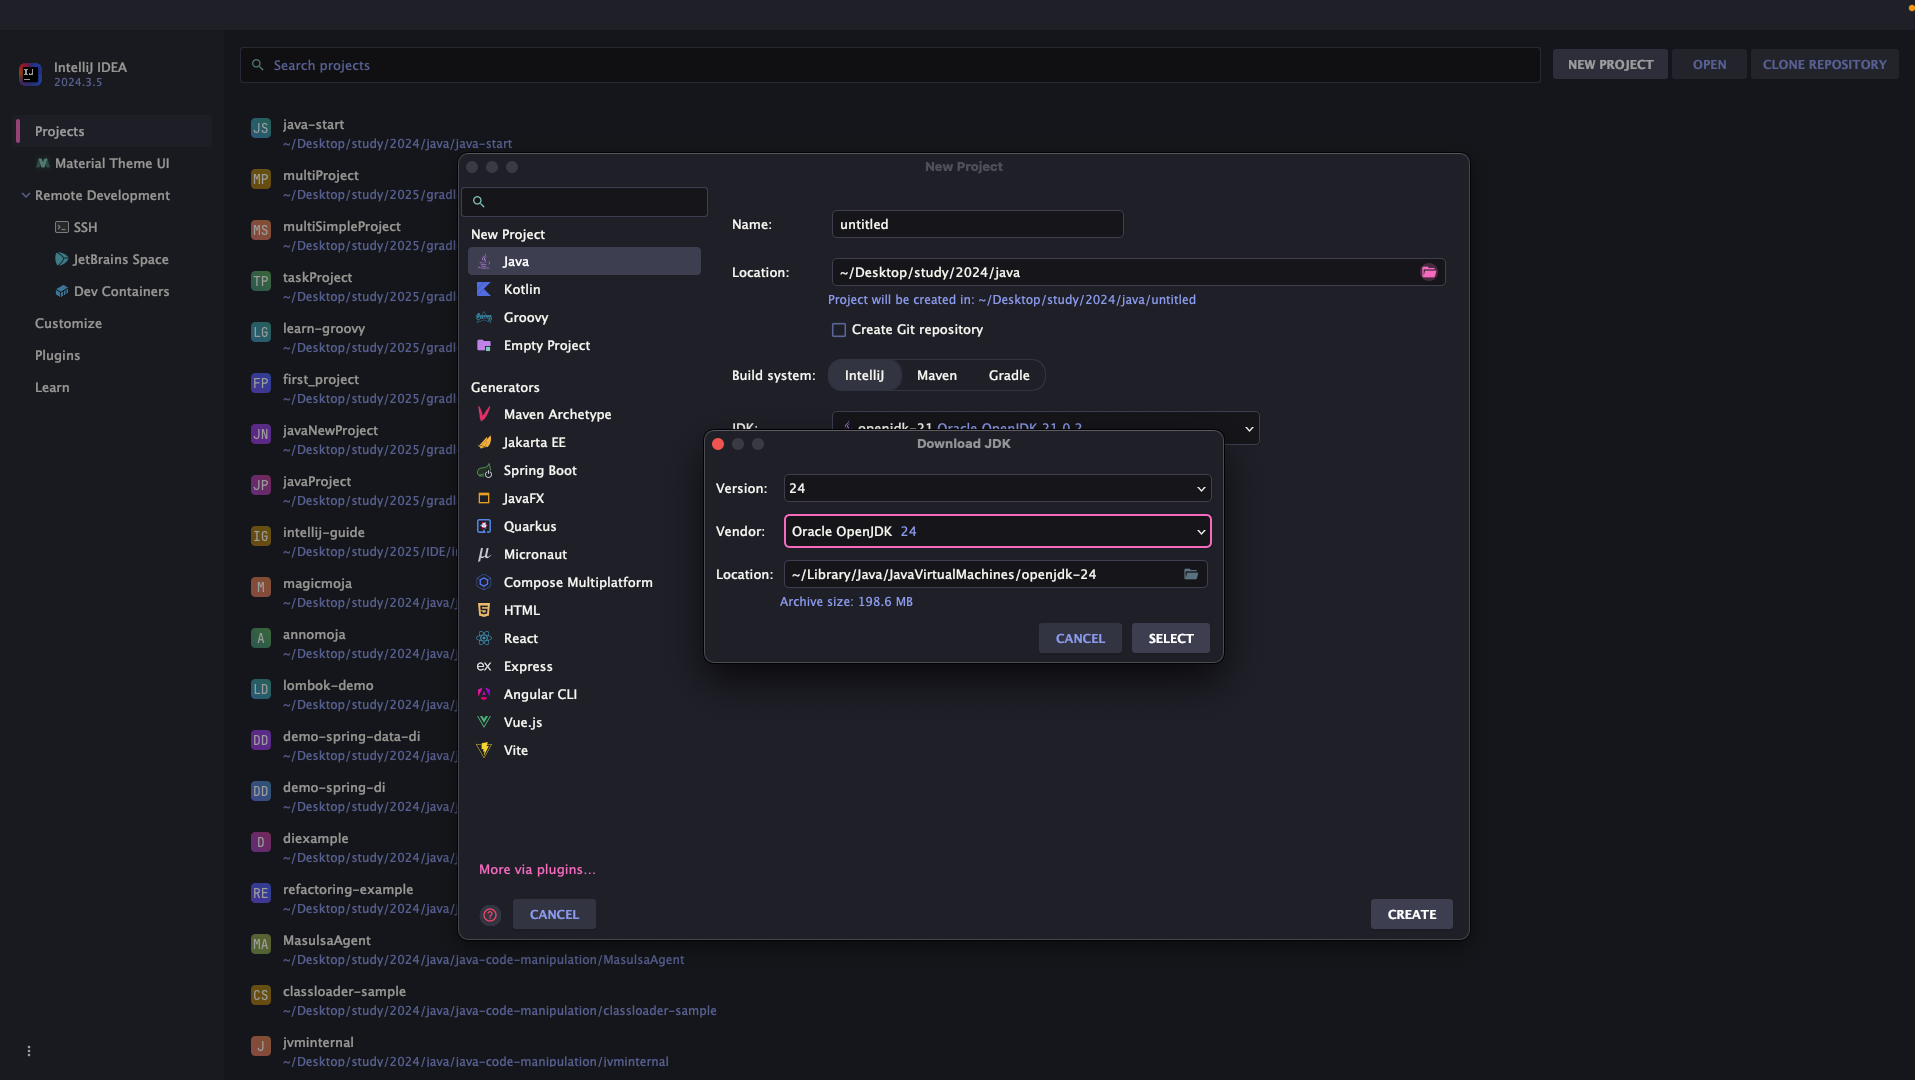 IntelliJ IDEA
2024.3.5
Search projects
NEW PROJECT
OPEN
CLONE REPOSITORY
Projects
Material Theme UI
Remote Development
SSH
JetBrains Space
Dev Containers
Customize
Plugins
Learn
JS java-start
~/Desktop/study/2024/java/java-start
MP multiProject
~/Desktop/study/2025/gradl
MS multiSimpleProject
~/Desktop/study/2025/gradl
TP taskProject
~/Desktop/study/2025/gradl
LG learn-groovy
~/Desktop/study/2025/gradl
FP first_project
~/Desktop/study/2025/gradl
JN javaNewProject
~/Desktop/study/2025/gradl
JP javaProject
~/Desktop/study/2025/gradl
IG intellij-guide
~/Desktop/study/2025/IDE/i
M magicmoja
~/Desktop/study/2024/java/j
A annomoja
~/Desktop/study/2024/java/j
LD lombok-demo
~/Desktop/study/2024/java/j
DD demo-spring-data-di
~/Desktop/study/2024/java/j
DD demo-spring-di
~/Desktop/study/2024/java/j
D diexample
~/Desktop/study/2024/java/j
RE refactoring-example
~/Desktop/study/2024/java/j
MA MasulsaAgent
~/Desktop/study/2024/java/java-code-manipulation/MasulsaAgent
CS classloader-sample
~/Desktop/study/2024/java/java-code-manipulation/classloader-sample
J jvminternal
~/Desktop/study/2024/java/java-code-manipulation/jvminternal
New Project
New Project
Java
Kotlin
Groovy
Empty Project
Generators
Maven Archetype
Jakarta EE
Spring Boot
JavaFX
Quarkus
Micronaut
Compose Multiplatform
HTML
React
ex Express
Angular CLI
Vue.js
Vite
More via plugins...
CANCEL
Name: untitled
Location: ~/Desktop/study/2024/java
Project will be created in: ~/Desktop/study/2024/java/untitled
Create Git repository
Build system: IntelliJ Maven Gradle
JDK: openjdk-21 Oracle OpenJDK 21.0.2
CREATE
Download JDK
Version: 24
Vendor: Oracle OpenJDK 24
Location: ~/Library/Java/JavaVirtualMachines/openjdk-24
Archive size: 198.6 MB
CANCEL
SELECT